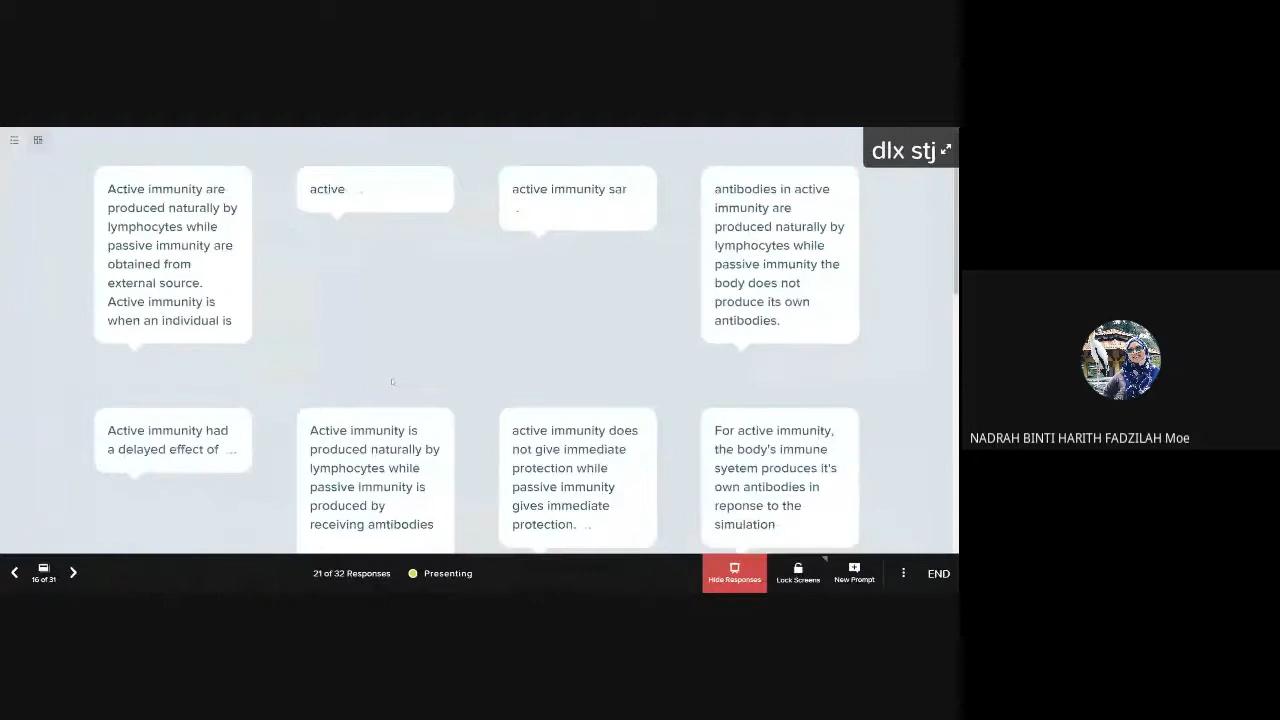 dlx stj
Active immunity are
produced naturally by
lymphocytes while
passive immunity are
obtained from
external source.
Active immunity is
when an individual is
active ..
active immunity sar
.
antibodies in active
immunity are
produced naturally by
lymphocytes while
passive immunity the
body does not
produce its own
antibodies.
Active immunity had
a delayed effect of ...
Active immunity is
produced naturally by
lymphocytes while
passive immunity is
produced by
receiving amtibodies
active immunity does
not give immediate
protection while
passive immunity
gives immediate
protection. ..
For active immunity,
the body's immune
syetem produces it's
own antibodies in
reponse to the
simulation
NADRAH BINTI HARITH FADZILAH Moe
16 of 31
21 of 32 Responses
Presenting
Hide Responses
Lock Screens
New Prompt
END